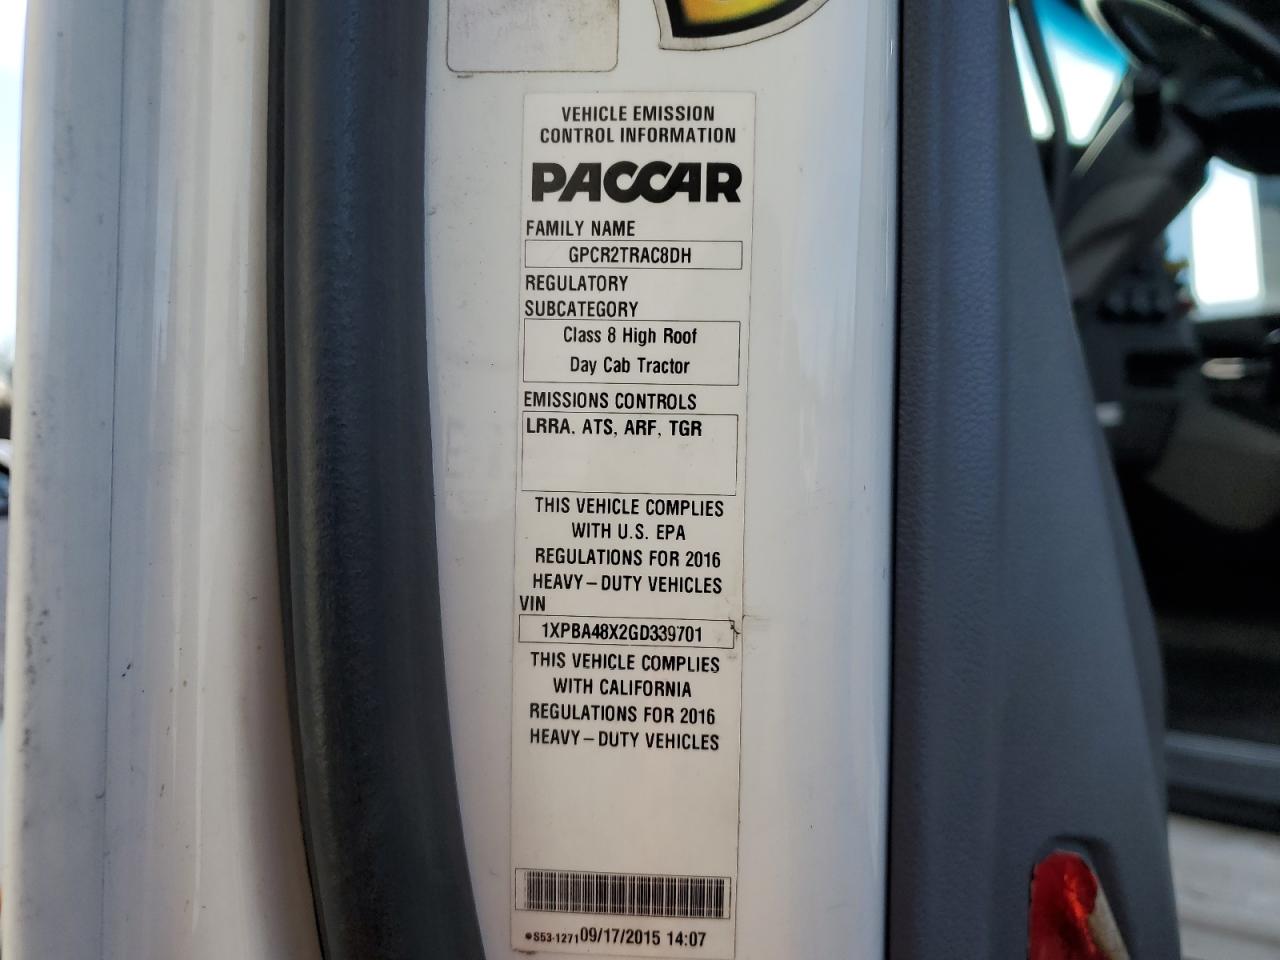 VEHICLE EMISSION
CONTROL INFORMATION
PACCAR
FAMILY NAME
GPCR2TRAC8DH
REGULATORY
SUBCATEGORY
Class 8 High Roof
Day Cab Tractor
EMISSIONS CONTROLS
LRRA. ATS, ARF, TGR
THIS VEHICLE COMPLIES
WITH U.S. EPA
REGULATIONS FOR 2016
HEAVY – DUTY VEHICLES
VIN
1XPBA48X2GD339701
THIS VEHICLE COMPLIES
WITH CALIFORNIA
REGULATIONS FOR 2016
HEAVY – DUTY VEHICLES
S53-1271 09/17/2015 14:07